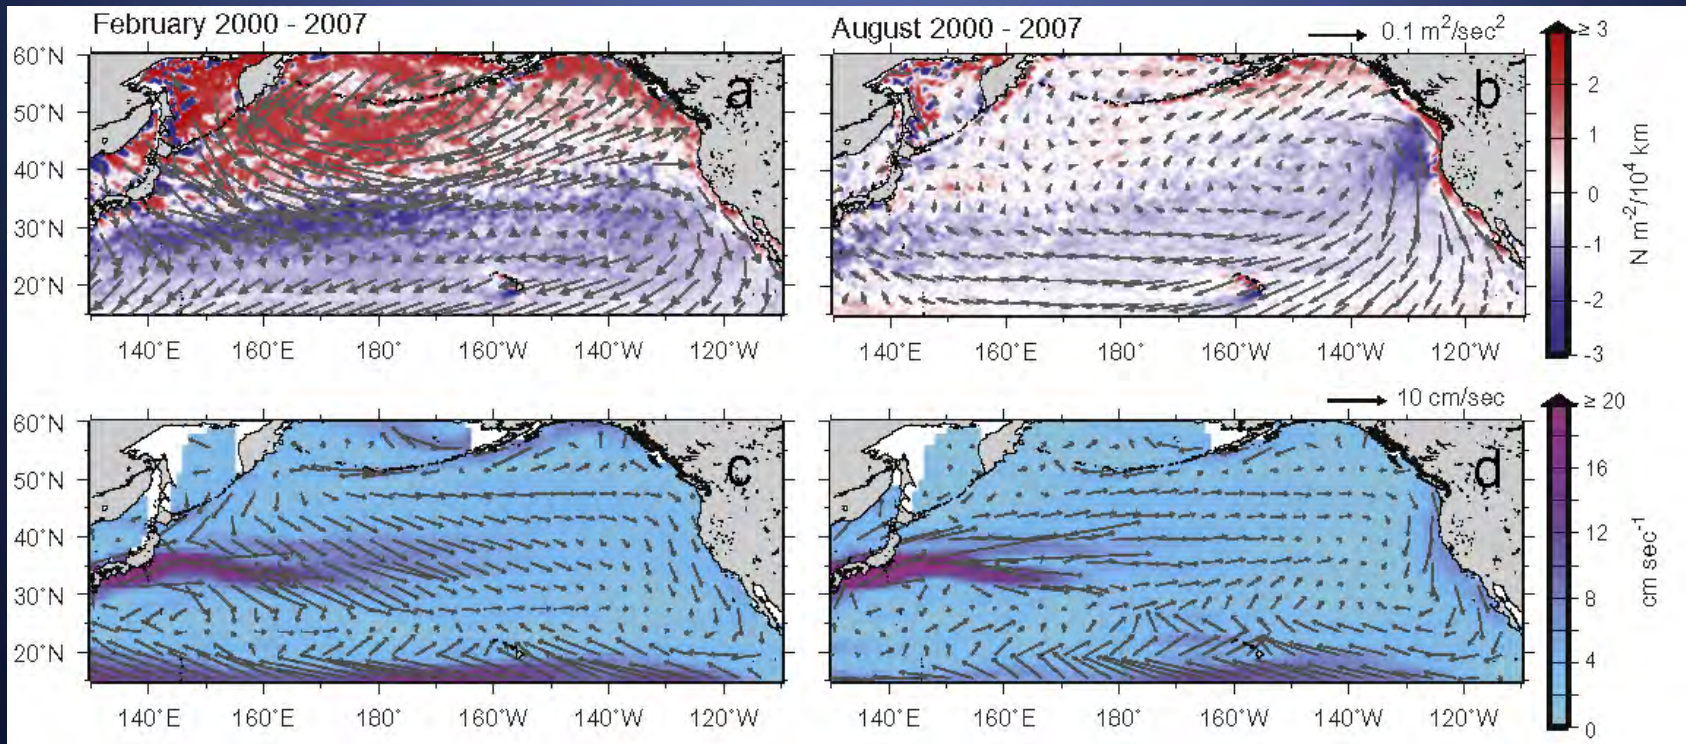 February 2000 - 2007
August 2000 - 2007
0.1 m²/sec²
60°N
50°N
40°N
30°N
20°N
a
b
≥ 3
2
1
0
-1
-2
-3
N m⁻²/10⁴ km
140°E 160°E 180° 160°W 140°W 120°W
140°E 160°E 180° 160°W 140°W 120°W
10 cm/sec
60°N
50°N
40°N
30°N
20°N
c
d
≥ 20
16
12
8
4
0
cm sec⁻¹
140°E 160°E 180° 160°W 140°W 120°W
140°E 160°E 180° 160°W 140°W 120°W